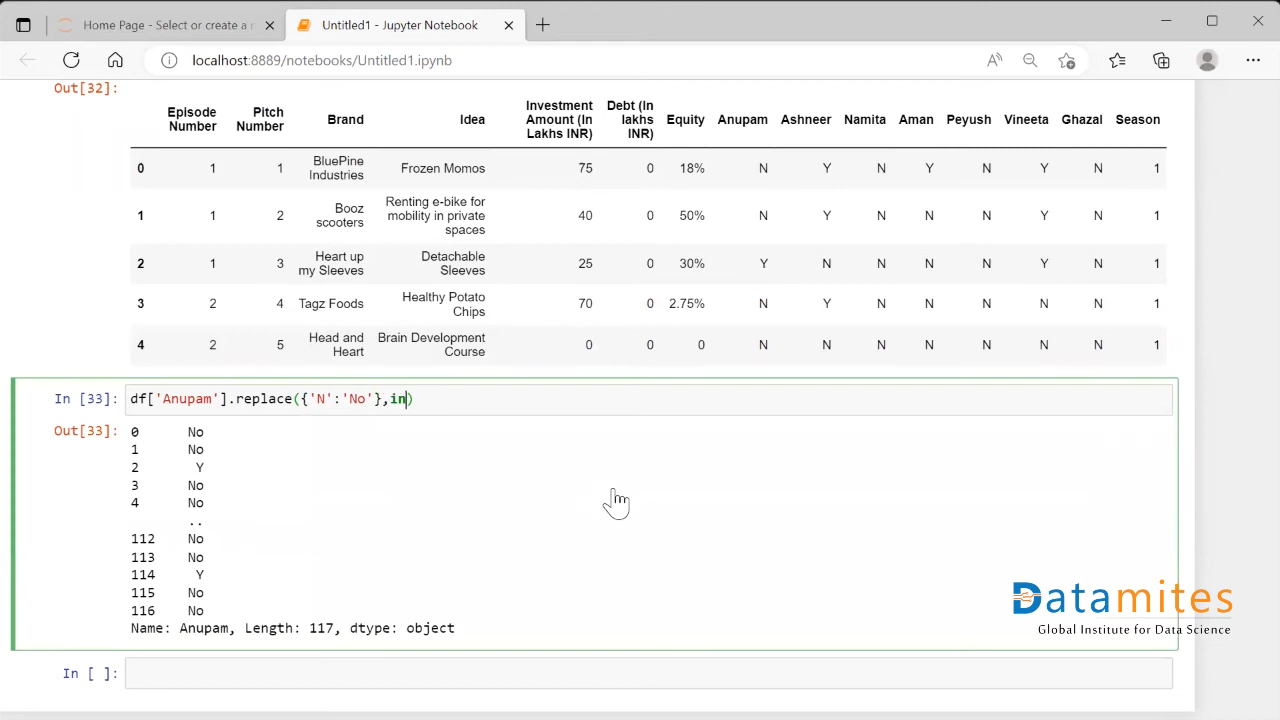 Home Page - Select or create a n
Untitled1 - Jupyter Notebook
localhost:8889/notebooks/Untitled1.ipynb
Out[32]:
Episode Number Pitch Number Brand Idea Investment Amount (In Lakhs INR) Debt (In lakhs INR) Equity Anupam Ashneer Namita Aman Peyush Vineeta Ghazal Season
0 1 1 BluePine Industries Frozen Momos 75 0 18% N Y N Y N Y N 1
1 1 2 Booz scooters Renting e-bike for mobility in private spaces 40 0 50% N Y N N N Y N 1
2 1 3 Heart up my Sleeves Detachable Sleeves 25 0 30% Y N N N N Y N 1
3 2 4 Tagz Foods Healthy Potato Chips 70 0 2.75% N Y N N N N N 1
4 2 5 Head and Heart Brain Development Course 0 0 0 N N N N N N N 1
In [33]: df['Anupam'].replace({'N':'No'},in)
Out[33]: 0 No
1 No
2 Y
3 No
4 No
..
112 No
113 No
114 Y
115 No
116 No
Name: Anupam, Length: 117, dtype: object
Datamites
Global Institute for Data Science
In [ ]: